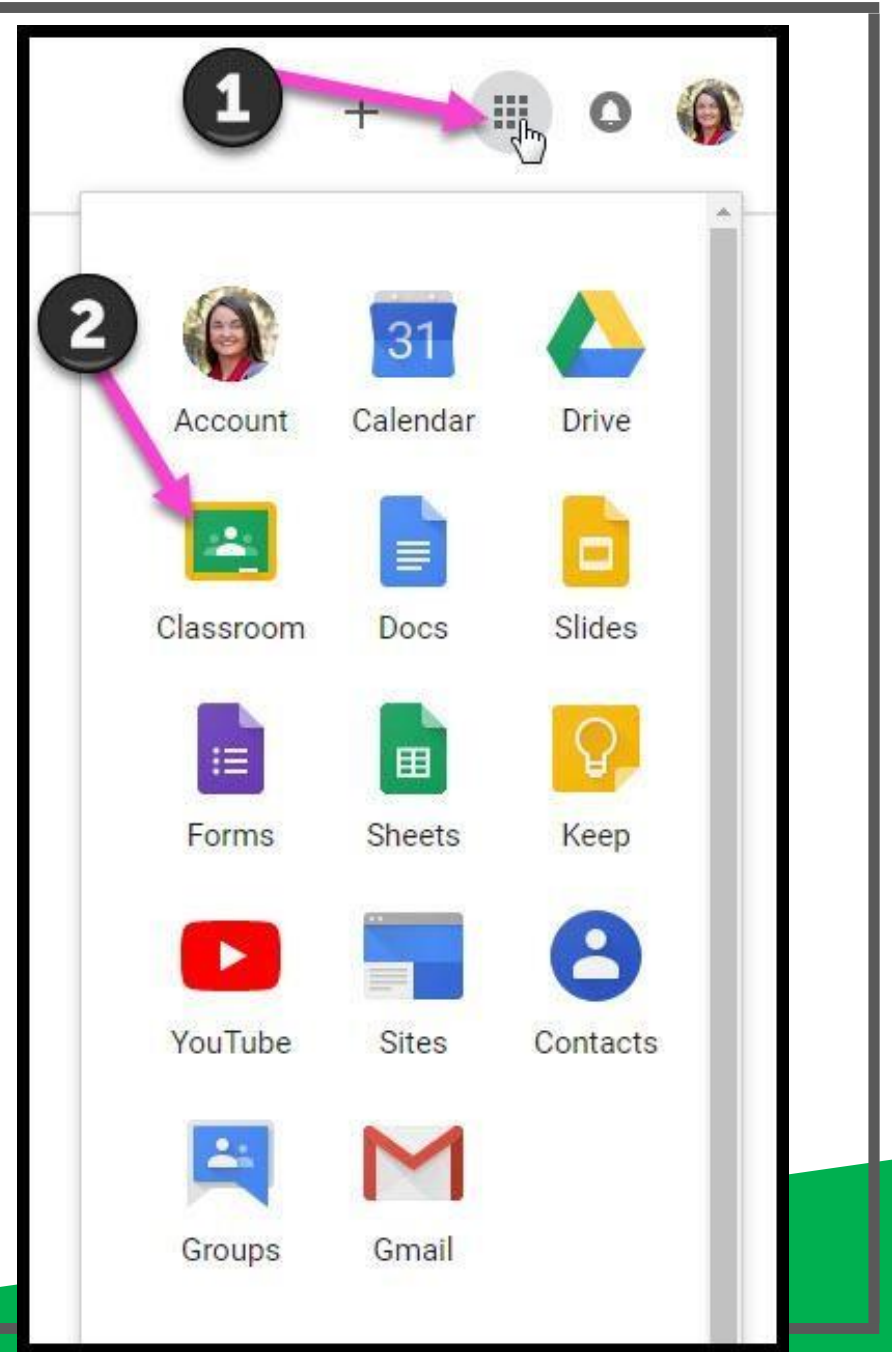 1
2
31
Account Calendar Drive
Classroom Docs Slides
Forms Sheets Keep
YouTube Sites Contacts
Groups Gmail